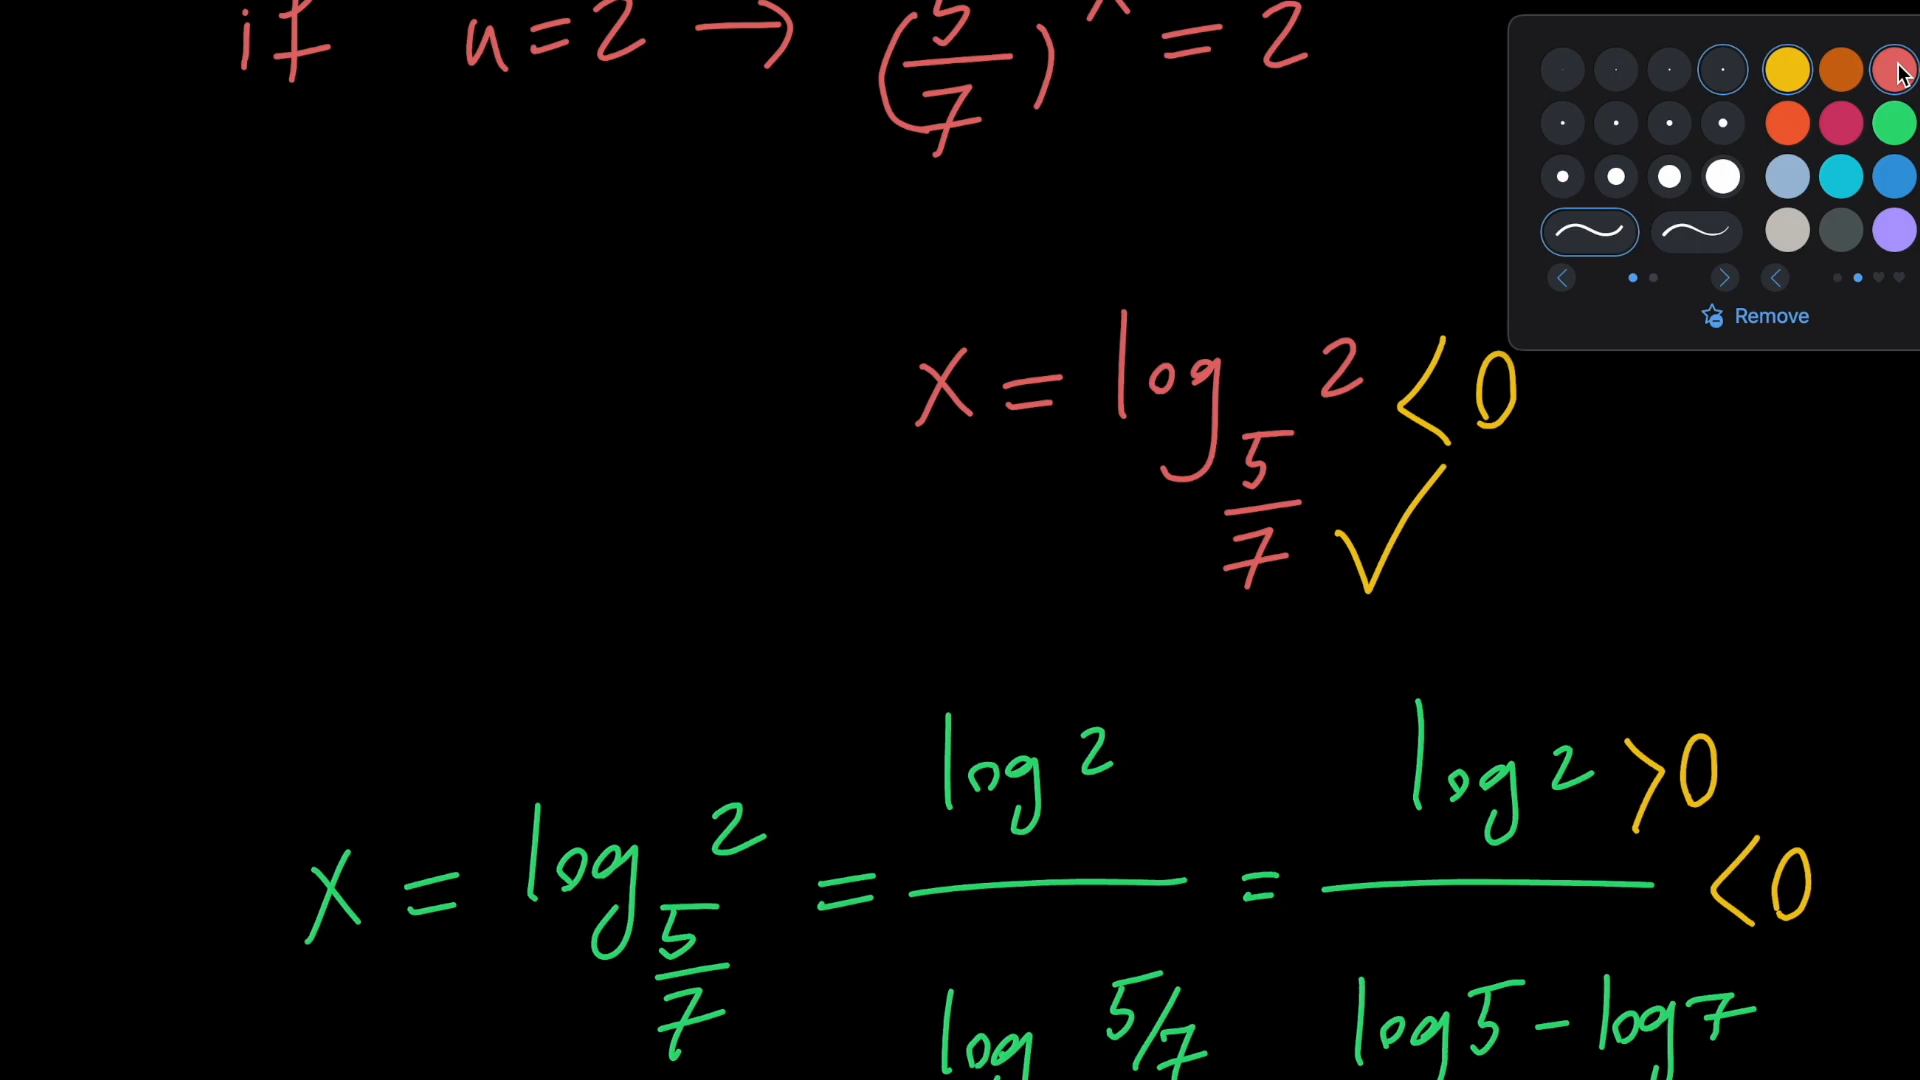 if u=2 → (5/7)^x = 2
Remove
x = log_{5/7} 2 < 0
√
x = log_{5/7} 2 = log 2 / log 5/7 = log 2 > 0 / log 5 - log 7 < 0